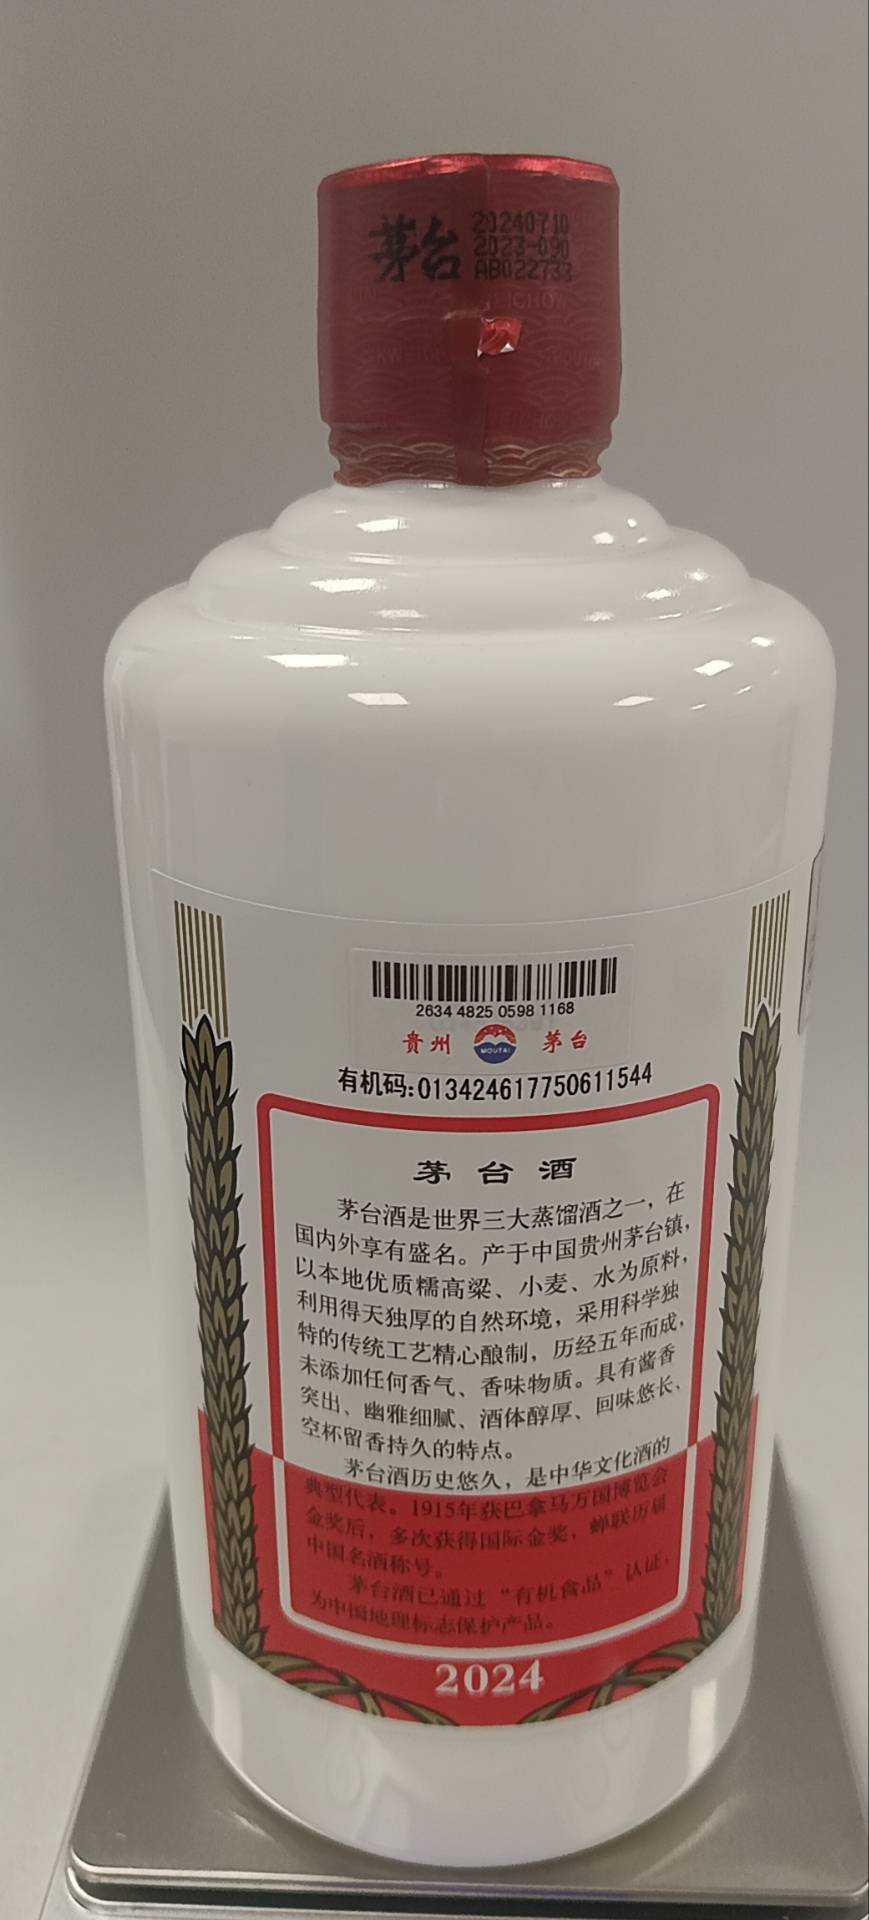 茅台
20240710
2023-090
AB022733
2634 4825 0598 1168
贵州 MOUTAI 茅台
有机码:013424617750611544
茅台酒
茅台酒是世界三大蒸馏酒之一，在
国内外享有盛名。产于中国贵州茅台镇，
以本地优质糯高粱、小麦、水为原料，
利用得天独厚的自然环境，采用科学独
特的传统工艺精心酿制，历经五年而成，
未添加任何香气、香味物质。具有酱香
突出、幽雅细腻、酒体醇厚、回味悠长、
空杯留香持久的特点。
茅台酒历史悠久，是中华文化酒的
典型代表。1915年获巴拿马万国博览会
金奖后，多次获得国际金奖，蝉联历届
中国名酒称号。
茅台酒已通过“有机食品”认证，
为中国地理标志保护产品。
2024